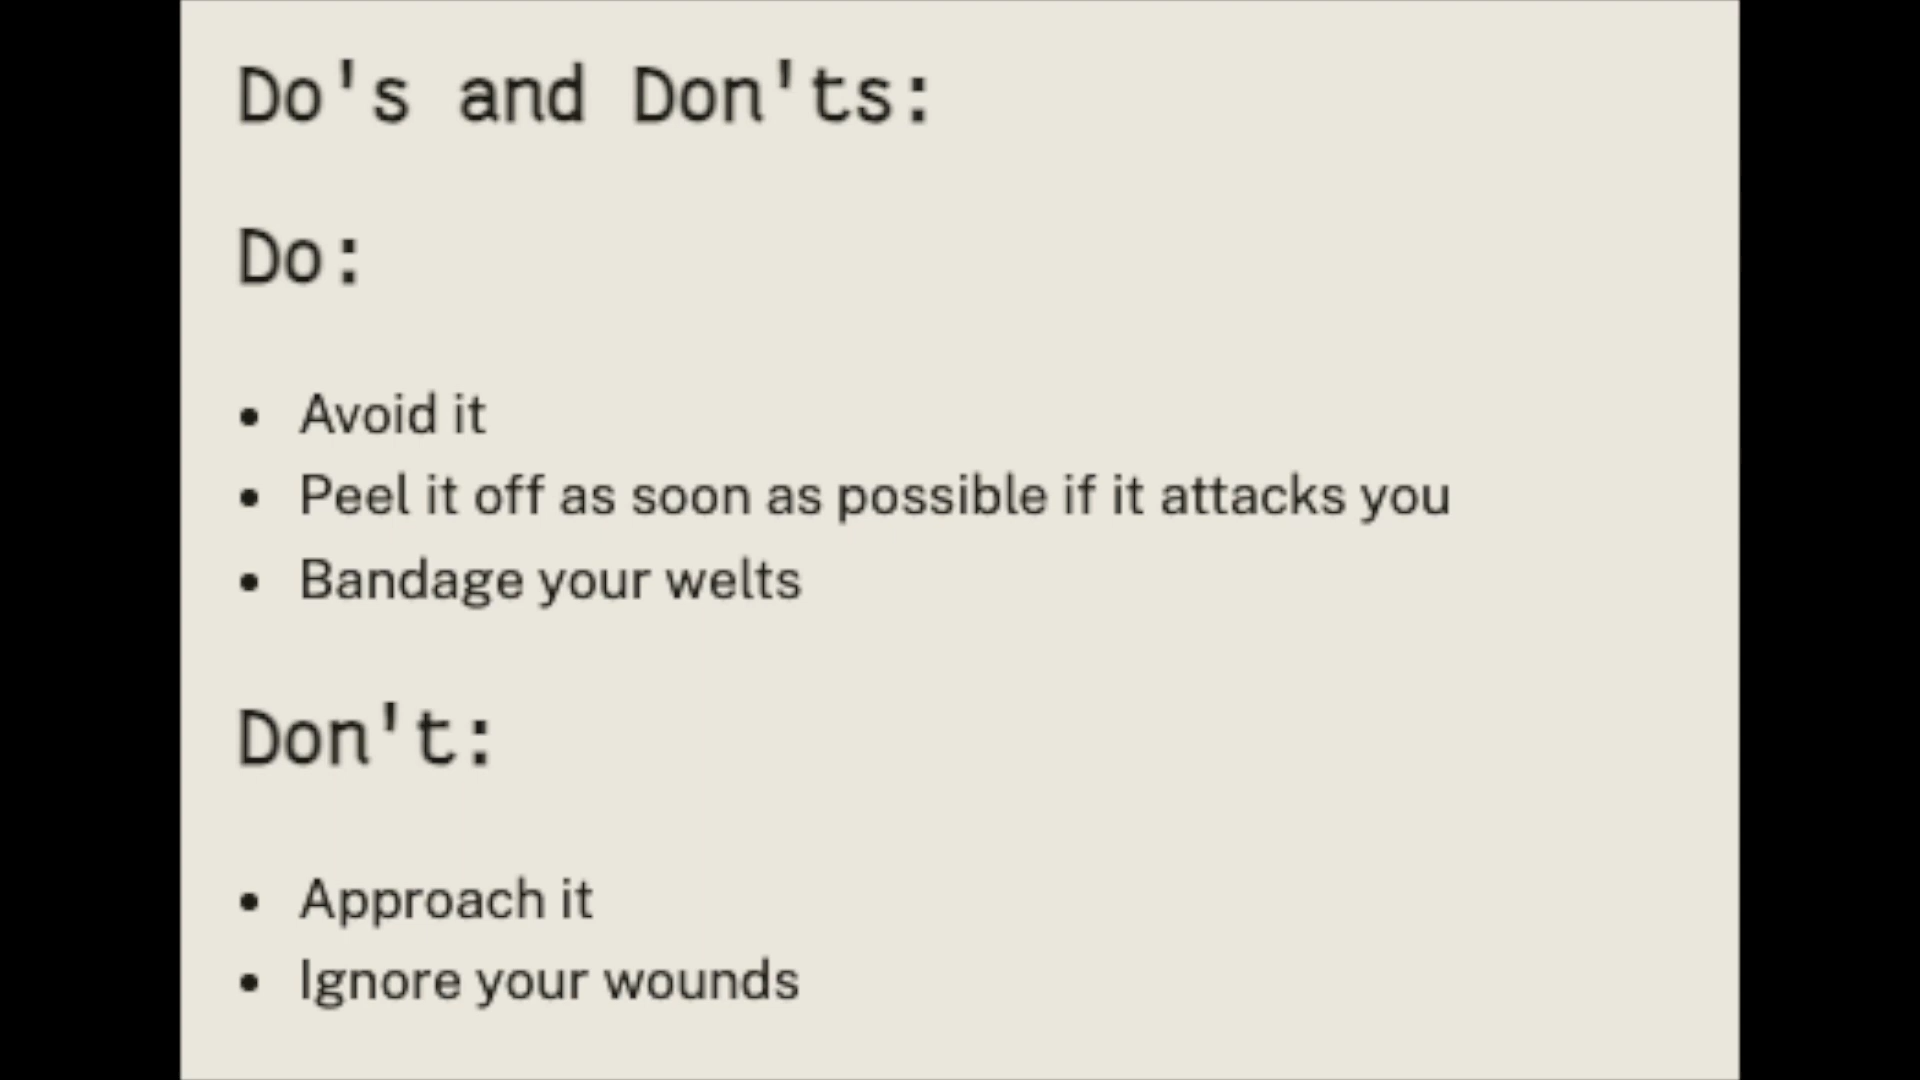 Do's and Don'ts:
Do:
• Avoid it
• Peel it off as soon as possible if it attacks you
• Bandage your welts
Don't:
• Approach it
• Ignore your wounds